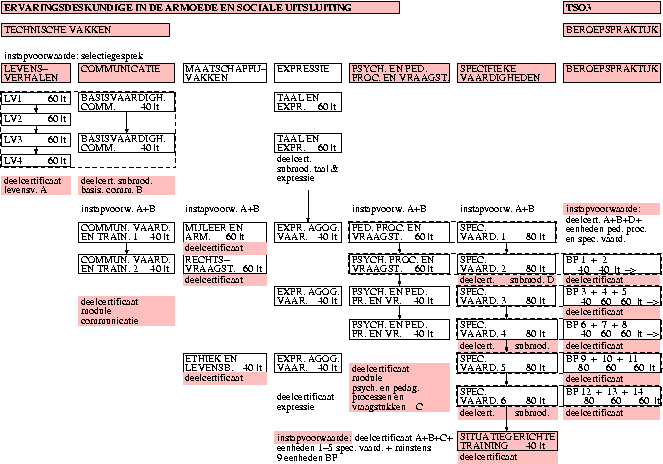 ERVARINGSDESKUNDIGE IN DE ARMOEDE EN SOCIALE UITSLUITING
TSO3
TECHNISCHE VAKKEN
BEROEPSPRAKTIJK
instapvoorwaarde: selectiegesprek
LEVENS–
VERHALEN
COMMUNICATIE
MAATSCHAPPIJ–
VAKKEN
EXPRESSIE
PSYCH. EN PED.
PROC. EN VRAAGST.
SPECIFIEKE
VAARDIGHEDEN
BEROEPSPRAKTIJK
LV1 60 lt
LV2 60 lt
LV3 60 lt
LV4 60 lt
BASISVAARDIGH.
COMM. 40 lt
BASISVAARDIGH.
COMM. 40 lt
TAAL EN
EXPR. 60 lt
TAAL EN
EXPR. 60 lt
deelcert.
submod. taal &
expressie
deelcertificaat
levensv. A
deelcert. submod.
basis. comm. B
instapvoorw. A+B
instapvoorw. A+B
instapvoorw. A+B
instapvoorw. A+B
instapvoorwaarde:
deelcert. A+B+D+
eenheden ped. proc.
en spec. vaard.
COMMUN. VAARD.
EN TRAIN. 1 40 lt
COMMUN. VAARD.
EN TRAIN. 2 40 lt
deelcertificaat
module
communicatie
MULEER EN
ARM. 60 lt
deelcertificaat
RECHTS–
VRAAGST. 60 lt
deelcertificaat
ETHIEK EN
LEVENSB. 40 lt
deelcertificaat
EXPR. AGOG.
VAAR. 40 lt
EXPR. AGOG.
VAAR. 40 lt
EXPR. AGOG.
VAAR. 40 lt
deelcertificaat
expressie
PED. PROC. EN
VRAAGST. 60 lt
PSYCH. PROC. EN
VRAAGST. 60 lt
PSYCH. EN PED.
PR. EN VR. 40 lt
PSYCH. EN PED.
PR. EN VR. 40 lt
deelcertificaat
module
psych. en pedag.
processen en
vraagstukken C
SPEC.
VAARD. 1 80 lt
SPEC.
VAARD. 2 80 lt
deelcert. submod. D
SPEC.
VAARD. 3 80 lt
SPEC.
VAARD. 4 80 lt
deelcert. submod.
SPEC.
VAARD. 5 80 lt
SPEC.
VAARD. 6 80 lt
deelcert. submod.
BP 1 + 2
40 40 lt –>
deelcertificaat
BP 3 + 4 + 5
40 60 60 lt –>
deelcertificaat
BP 6 + 7 + 8
40 60 60 lt –>
deelcertificaat
BP 9 + 10 + 11
80 60 60 lt
deelcertificaat
BP 12 + 13 + 14
80 60 60 lt
deelcertificaat
instapvoorwaarde: deelcertificaat A+B+C+
eenheden 1–5 spec. vaard. + minstens
9 eenheden BP
SITUATIEGERICHTE
TRAINING 40 lt
deelcertificaat